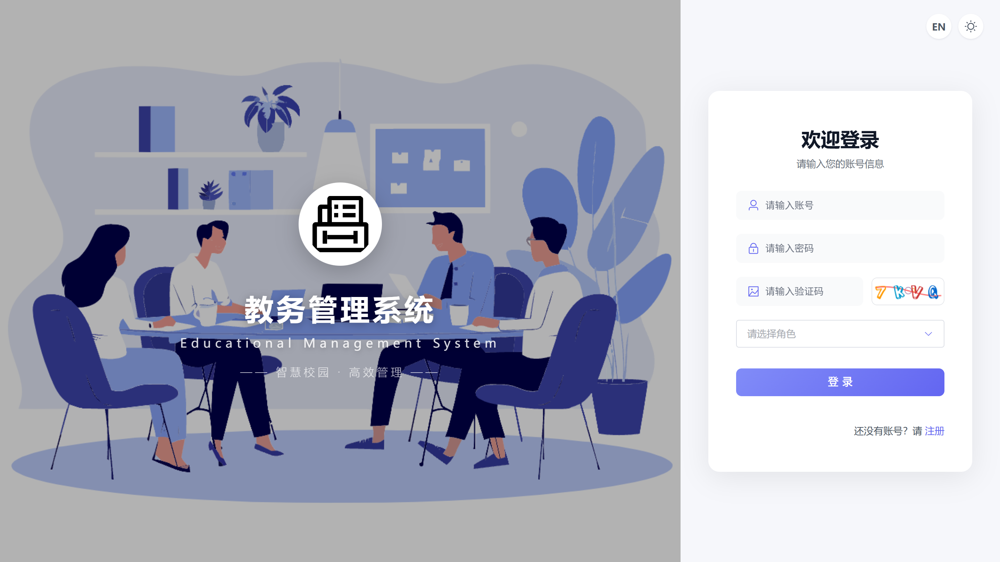 教务管理系统
Educational Management System
—— 智慧校园 · 高效管理 ——
EN
欢迎登录
请输入您的账号信息
请输入账号
请输入密码
请输入验证码
7KVQ
请选择角色
登录
还没有账号？请 注册